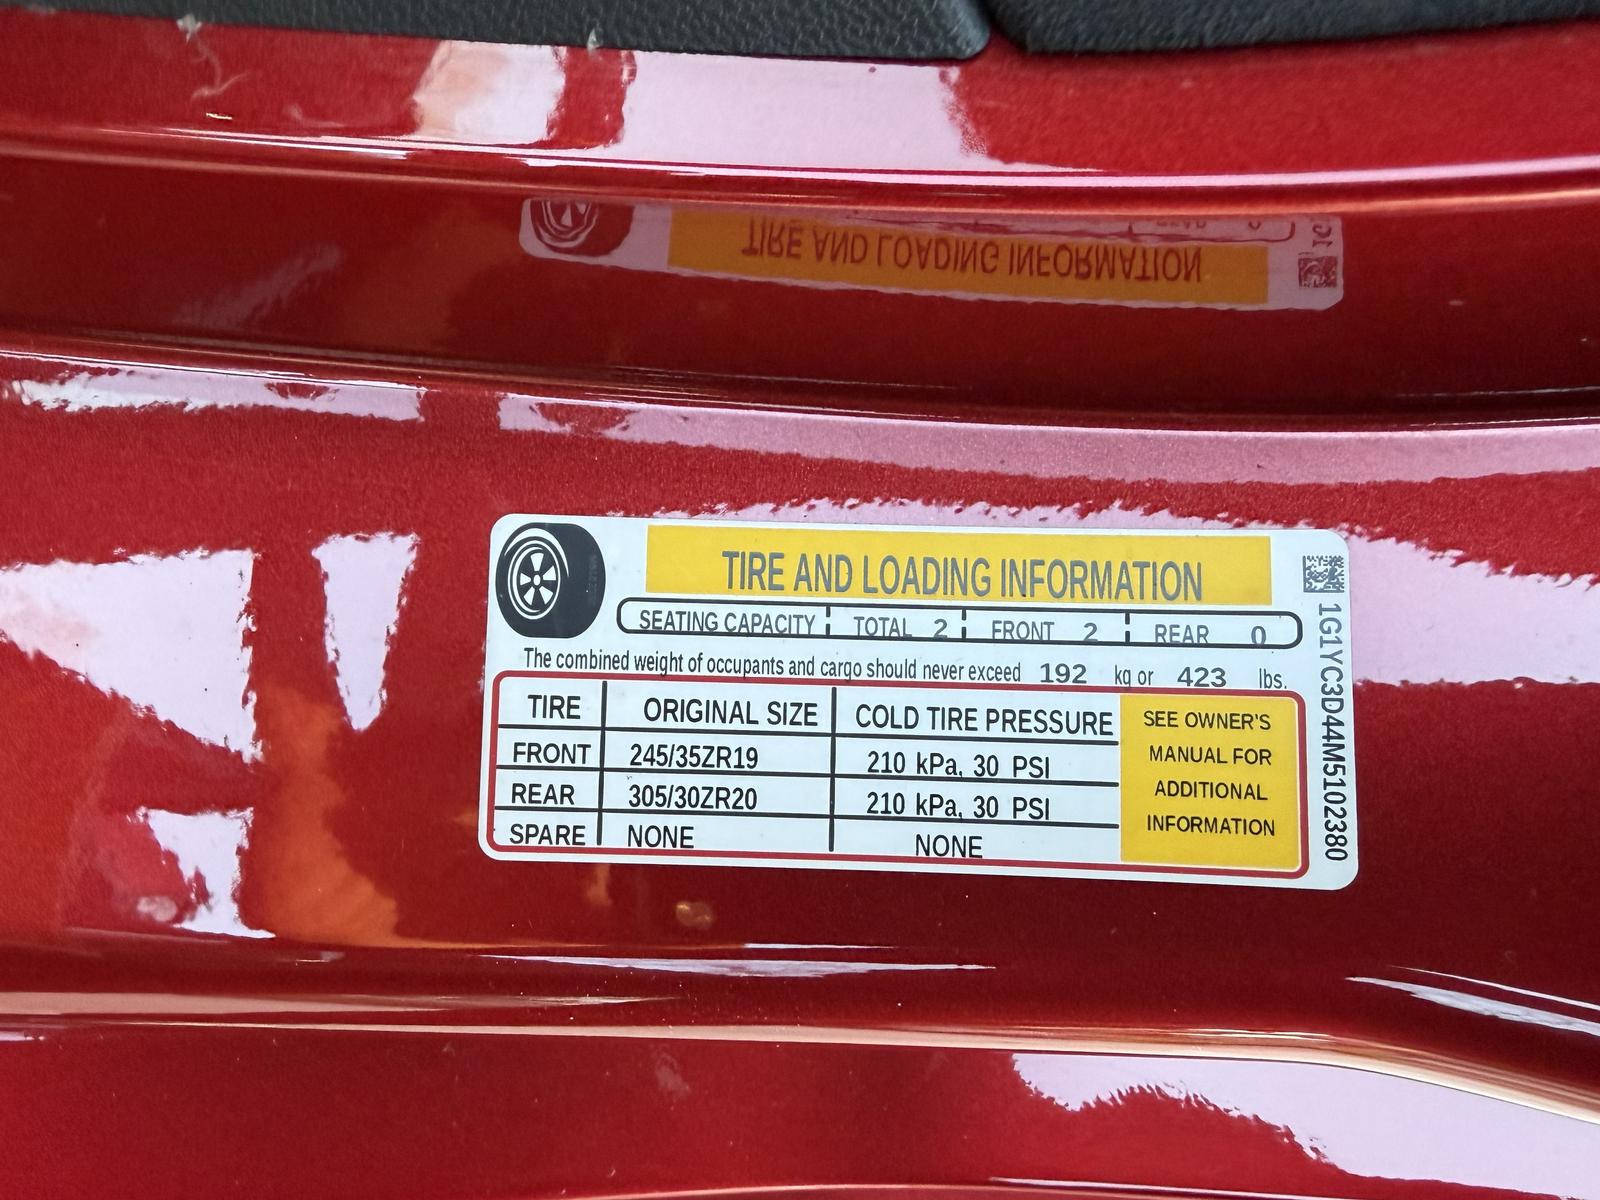 TIRE AND LOADING INFORMATION
TIRE AND LOADING INFORMATION
SEATING CAPACITY TOTAL 2 FRONT 2 REAR 0
The combined weight of occupants and cargo should never exceed 192 kg or 423 lbs.
TIRE ORIGINAL SIZE COLD TIRE PRESSURE
FRONT 245/35ZR19 210 kPa, 30 PSI
REAR 305/30ZR20 210 kPa, 30 PSI
SPARE NONE NONE
SEE OWNER'S
MANUAL FOR
ADDITIONAL
INFORMATION
1G1YC3D44M5102380